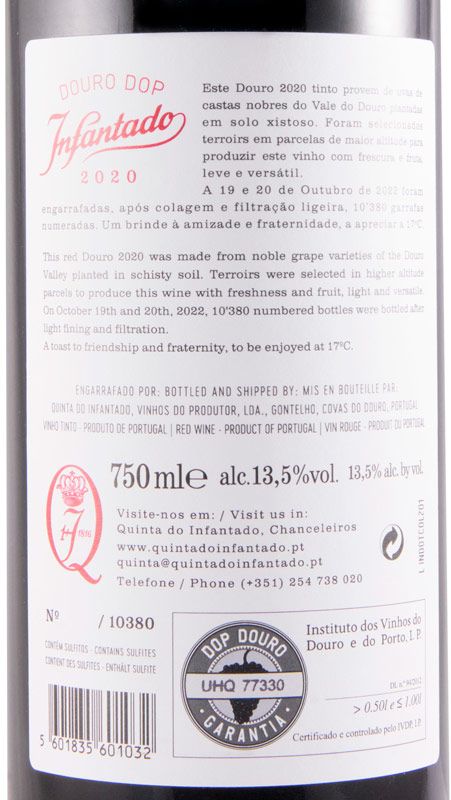 DOURO DOP
Infantado
2020
Este Douro 2020 tinto provem de uvas de
castas nobres do Vale do Douro plantadas
em solo xistoso. Foram selecionados
terroirs em parcelas de maior altitude para
produzir este vinho com frescura e fruta,
leve e versátil.
A 19 e 20 de Outubro de 2022 foram
engarrafadas, após colagem e filtração ligeira, 10'380 garrafas
numeradas. Um brinde à amizade e fraternidade, a apreciar a 17ºC.
This red Douro 2020 was made from noble grape varieties of the Douro
Valley planted in schisty soil. Terroirs were selected in higher altitude
parcels to produce this wine with freshness and fruit, light and versatile.
On October 19th and 20th, 2022, 10'380 numbered bottles were bottled after
light fining and filtration.
A toast to friendship and fraternity, to be enjoyed at 17ºC.
ENGARRAFADO POR: BOTTLED AND SHIPPED BY: MIS EN BOUTEILLE PAR:
QUINTA DO INFANTADO, VINHOS DO PRODUTOR, LDA., GONTELHO, COVAS DO DOURO, PORTUGAL
VINHO TINTO - PRODUTO DE PORTUGAL | RED WINE - PRODUCT OF PORTUGAL | VIN ROUGE - PRODUIT DU PORTUGAL
750 ml e alc.13,5%vol. 13,5% alc. by vol.
1816
Visite-nos em: / Visit us in:
Quinta do Infantado, Chanceleiros
www.quintadoinfantado.pt
quinta@quintadoinfantado.pt
Telefone / Phone (+351) 254 738 020
L INDOTCOL201
Nº / 10380
CONTÉM SULFITOS - CONTAINS SULFITES
CONTIENT DES SULFITES - ENTHÄLT SULFITE
5 601835 601032
DOP DOURO
UHQ 77330
GARANTIA
Instituto dos Vinhos do
Douro e do Porto, I. P.
DL n.º 94/2012
> 0.50l e ≤ 1.00l
Certificado e controlado pelo IVDP, I.P.